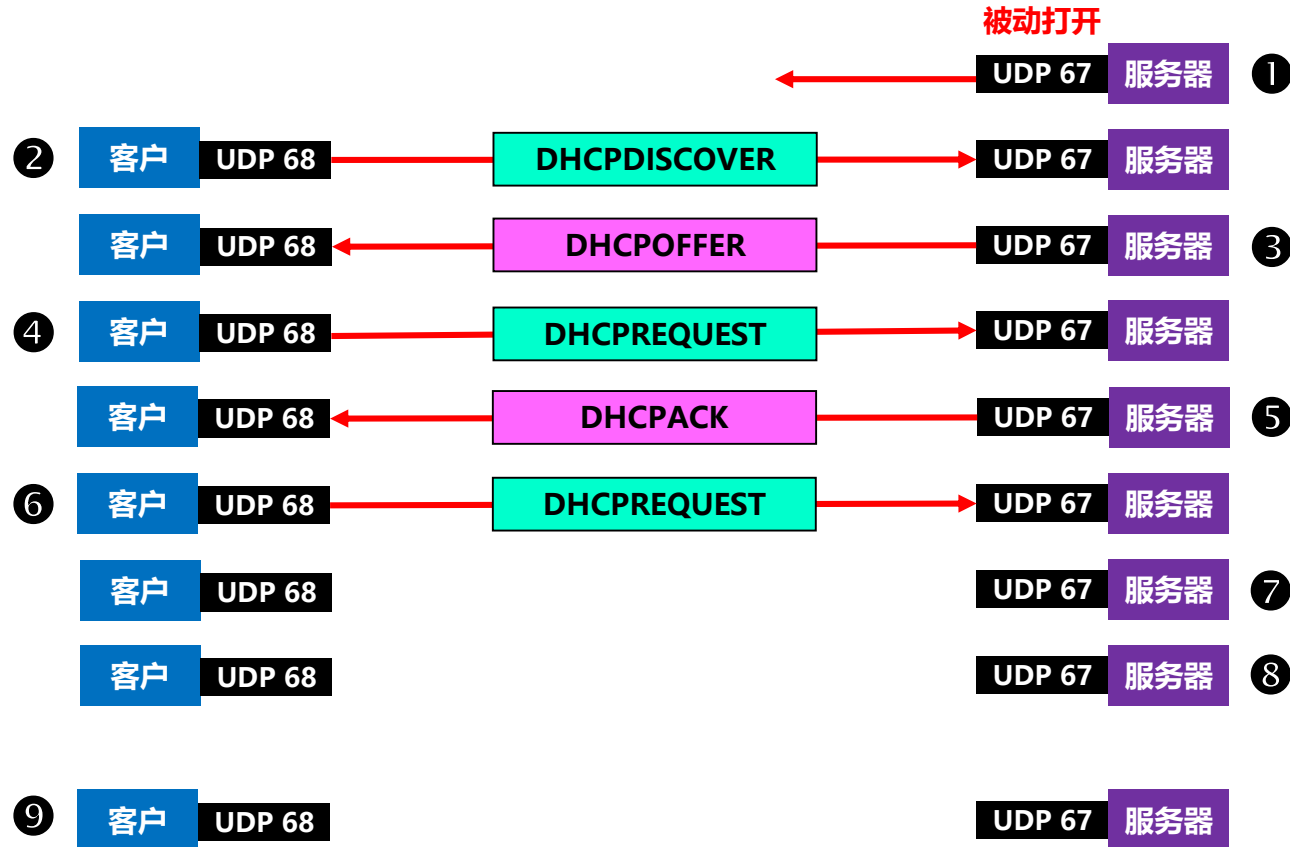 被动打开
UDP 67 服务器 ❶
❷ 客户 UDP 68 DHCPDISCOVER UDP 67 服务器
客户 UDP 68 DHCPOFFER UDP 67 服务器 ❸
❹ 客户 UDP 68 DHCPREQUEST UDP 67 服务器
客户 UDP 68 DHCPACK UDP 67 服务器 ❺
❻ 客户 UDP 68 DHCPREQUEST UDP 67 服务器
客户 UDP 68 UDP 67 服务器 ❼
客户 UDP 68 UDP 67 服务器 ❽
❾ 客户 UDP 68 UDP 67 服务器